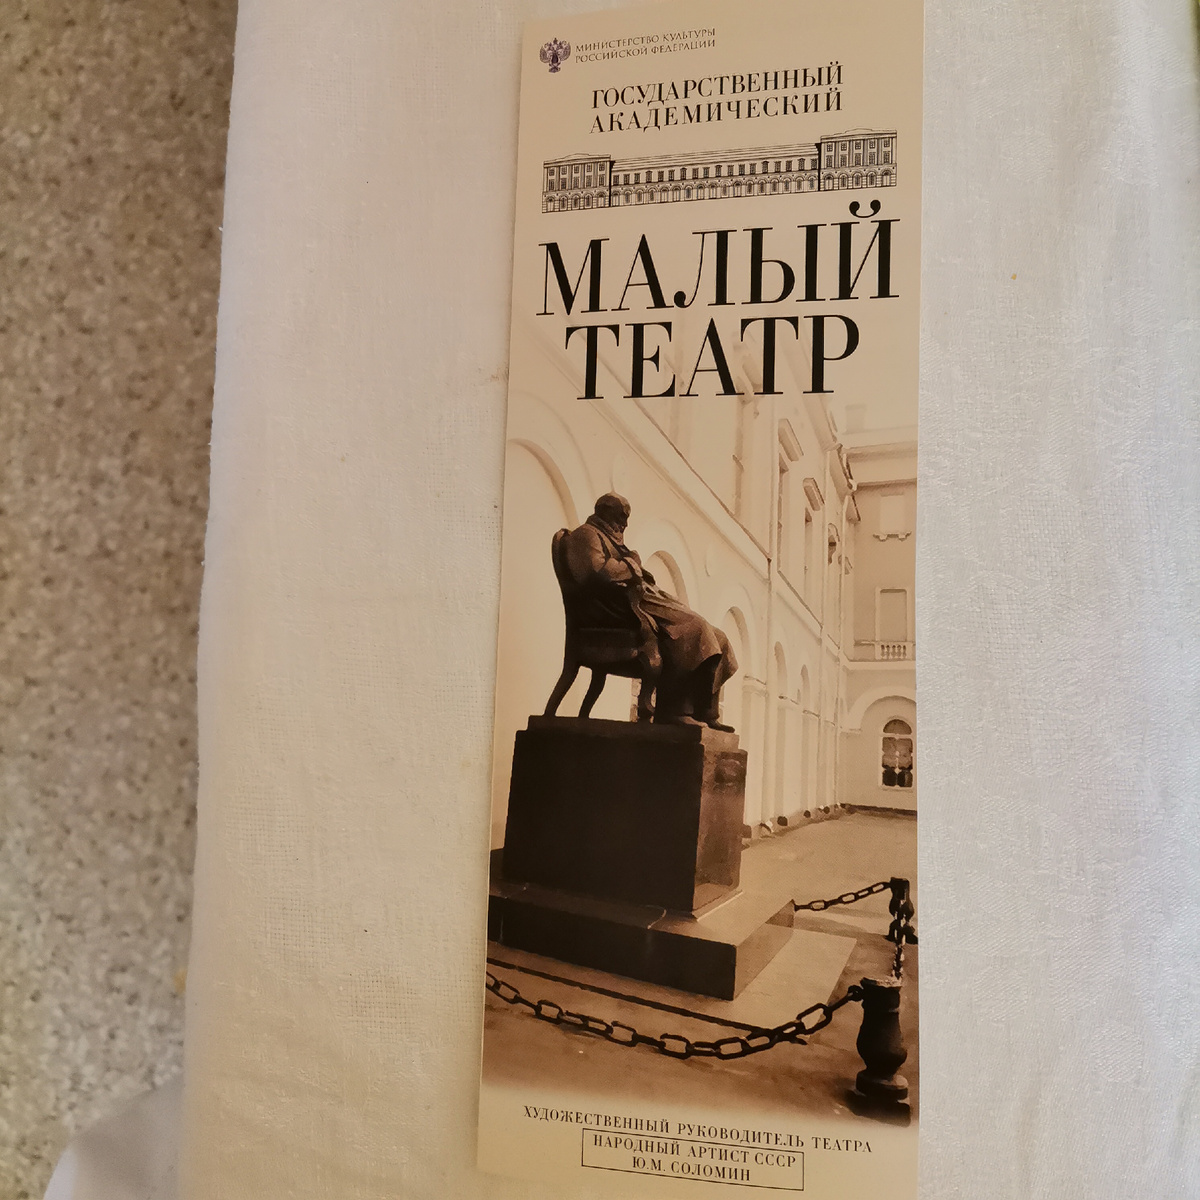 МИНИСТЕРСТВО КУЛЬТУРЫ
РОССИЙСКОЙ ФЕДЕРАЦИИ
ГОСУДАРСТВЕННЫЙ
АКАДЕМИЧЕСКИЙ
МАЛЫЙ
ТЕАТР
ХУДОЖЕСТВЕННЫЙ РУКОВОДИТЕЛЬ ТЕАТРА
НАРОДНЫЙ АРТИСТ СССР
Ю.М. СОЛОМИН